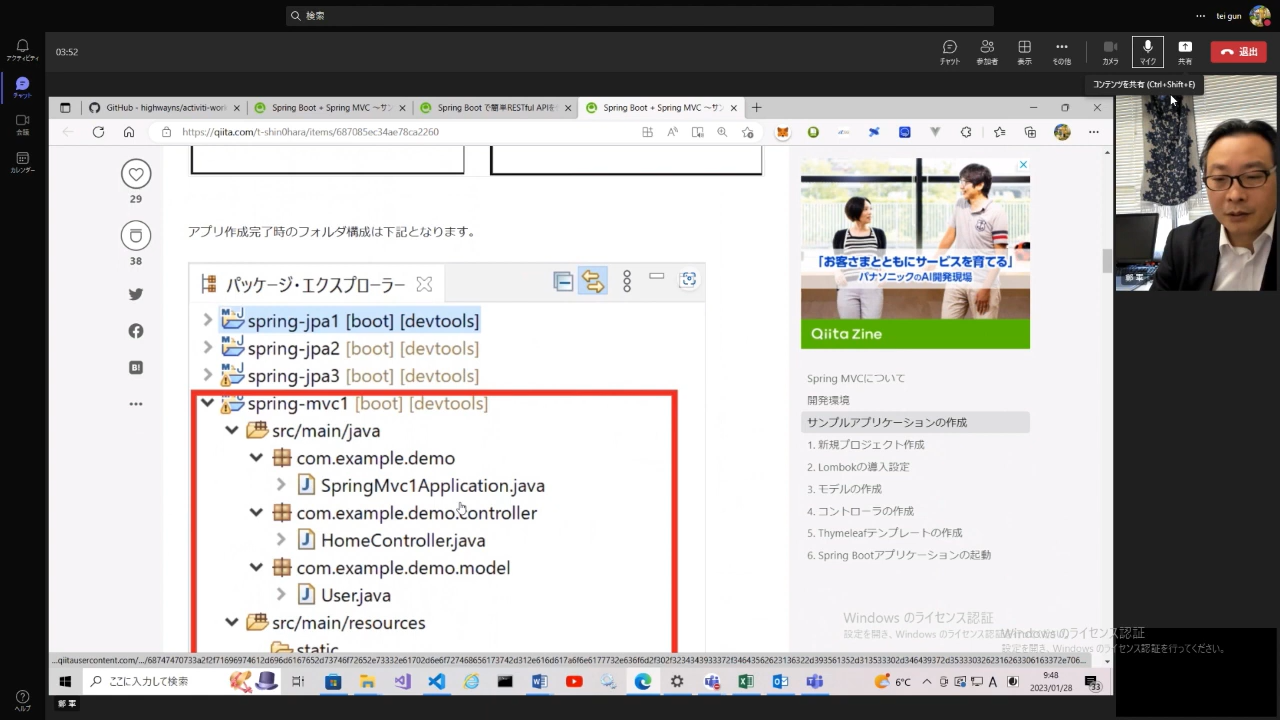 検索
tei gun
アクティビティ
チャット
会議
カレンダー
ヘルプ
03:52
チャット
参加者
表示
その他
カメラ
マイク
共有
退出
コンテンツを共有 (Ctrl+Shift+E)
GitHub - highwayns/activiti-work
Spring Boot + Spring MVC ～サン
Spring Boot で簡単RESTful APIを
Spring Boot + Spring MVC ～サン
https://qiita.com/t-shin0hara/items/687085ec34ae78ca22e0
29
38
アプリ作成完了時のフォルダ構成は下記となります。
パッケージ・エクスプローラー
spring-jpa1 [boot] [devtools]
spring-jpa2 [boot] [devtools]
spring-jpa3 [boot] [devtools]
spring-mvc1 [boot] [devtools]
src/main/java
com.example.demo
SpringMvc1Application.java
com.example.demo.controller
HomeController.java
com.example.demo.model
User.java
src/main/resources
static
「お客さまとともにサービスを育てる」
パナソニックのAI開発現場
Qiita Zine
Spring MVCについて
開発環境
サンプルアプリケーションの作成
1. 新規プロジェクト作成
2. Lombokの導入設定
3. モデルの作成
4. コントローラの作成
5. Thymeleafテンプレートの作成
6. Spring Bootアプリケーションの起動
Windows のライセンス認証
Windows のライセンス認証
設定を開き、Windows のライセンス認証を行ってください。
ここに入力して検索
6℃
A
9:48
2023/01/28
33
鄭 軍
鄭 軍